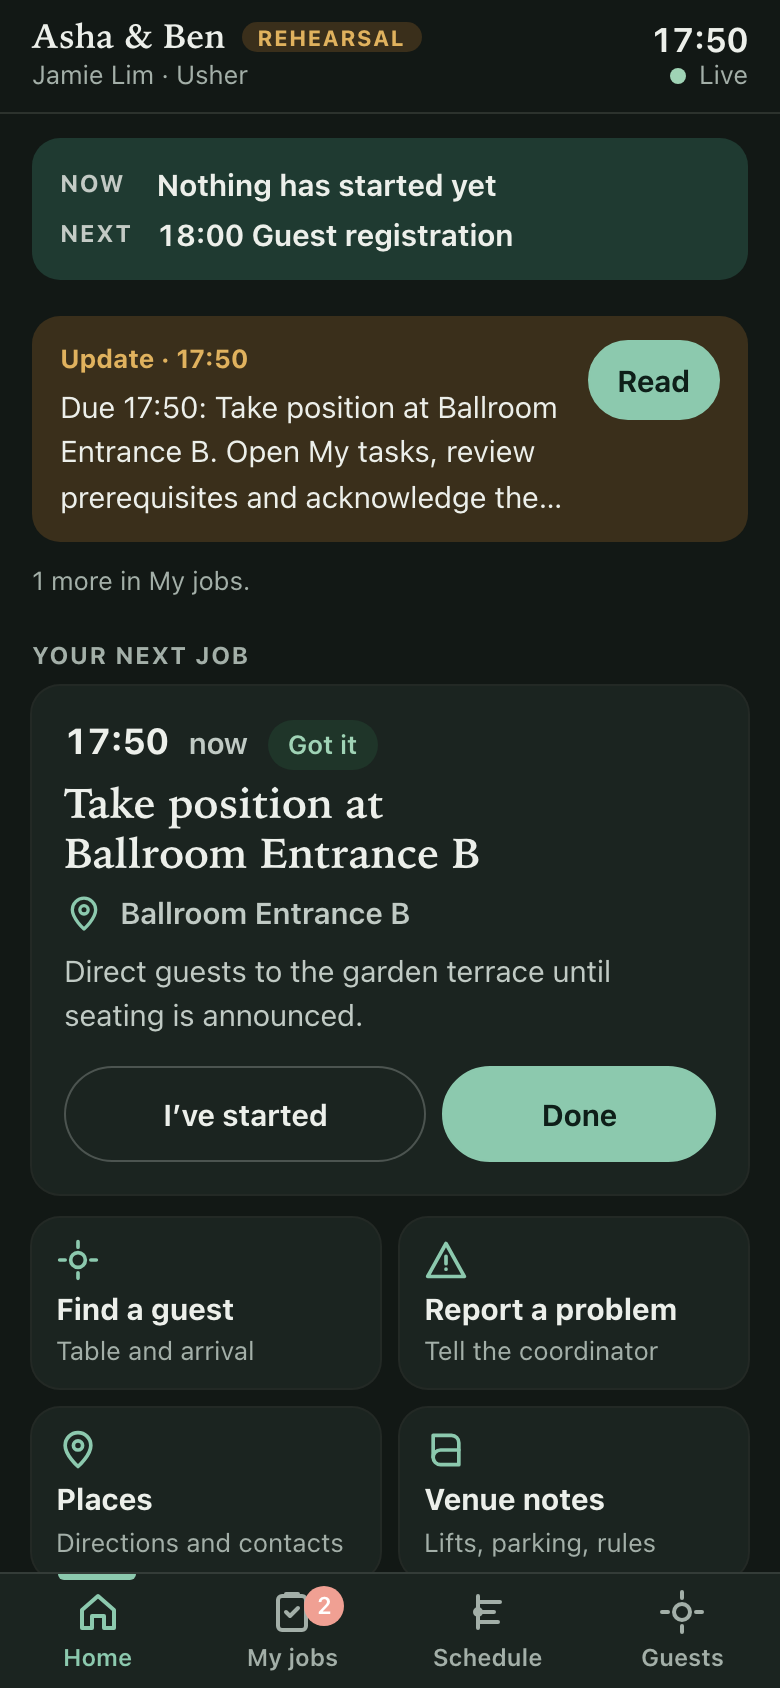 Asha & Ben REHEARSAL 17:50
Jamie Lim · Usher Live
NOW Nothing has started yet
NEXT 18:00 Guest registration
Update · 17:50
Read
Due 17:50: Take position at Ballroom
Entrance B. Open My tasks, review
prerequisites and acknowledge the...
1 more in My jobs.
YOUR NEXT JOB
17:50 now Got it
Take position at
Ballroom Entrance B
Ballroom Entrance B
Direct guests to the garden terrace until
seating is announced.
I’ve started Done
Find a guest
Table and arrival
Report a problem
Tell the coordinator
Places
Directions and contacts
Venue notes
Lifts, parking, rules
2
Home My jobs Schedule Guests